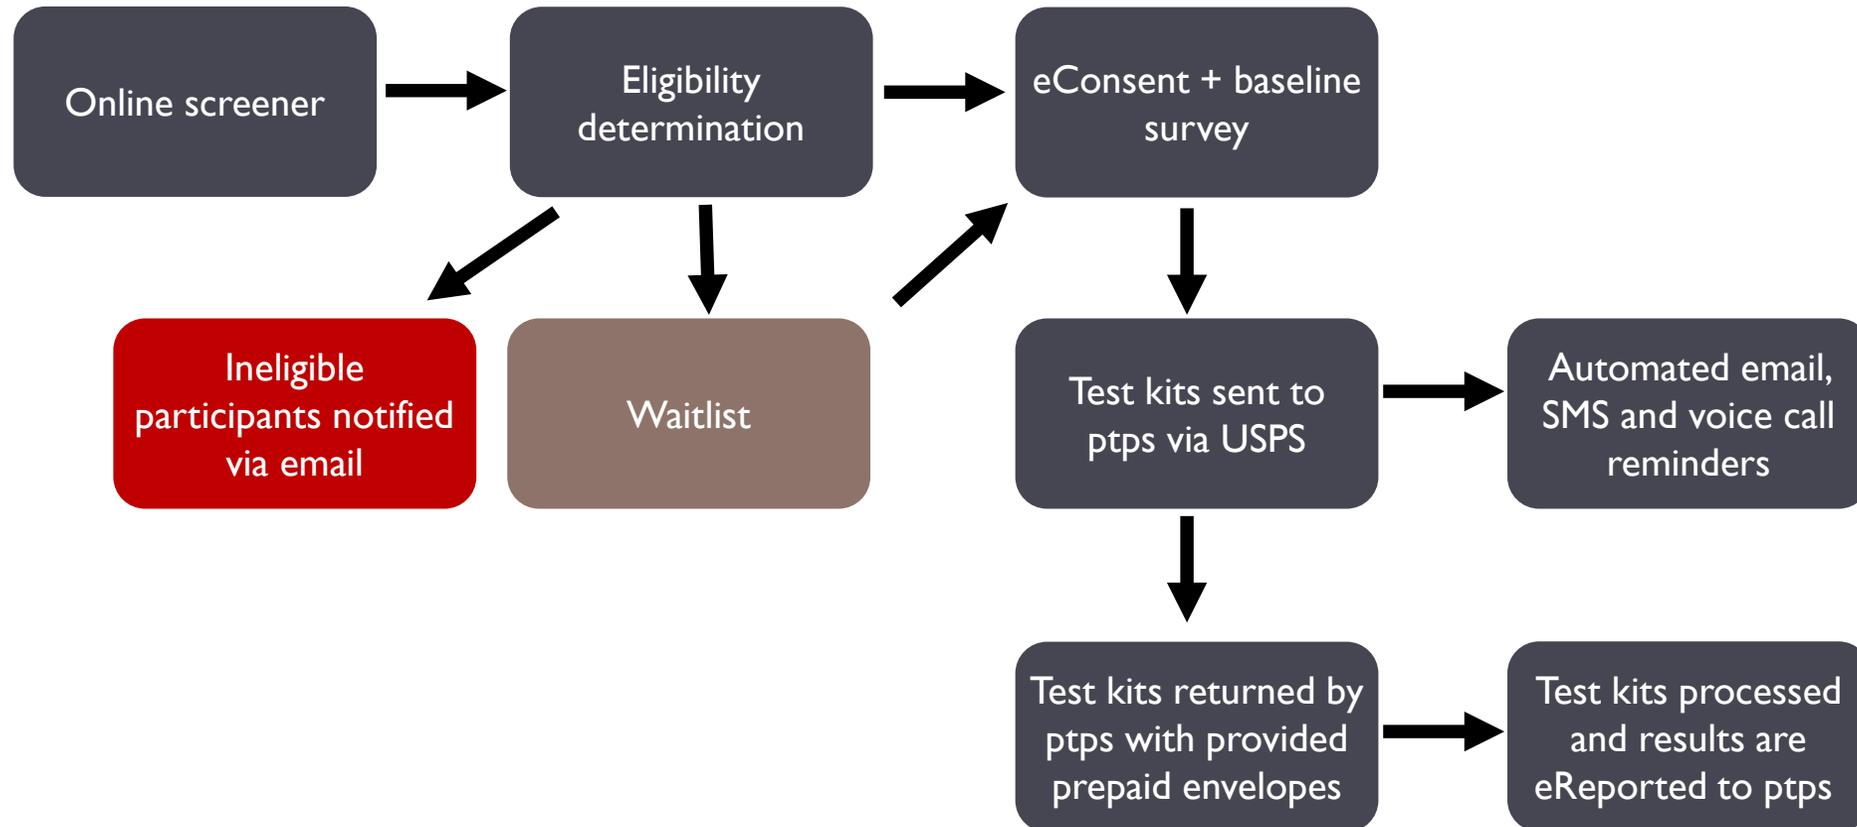 Online screener
Eligibility
determination
eConsent + baseline
survey
Ineligible
participants notified
via email
Waitlist
Test kits sent to
ptps via USPS
Automated email,
SMS and voice call
reminders
Test kits returned by
ptps with provided
prepaid envelopes
Test kits processed
and results are
eReported to ptps